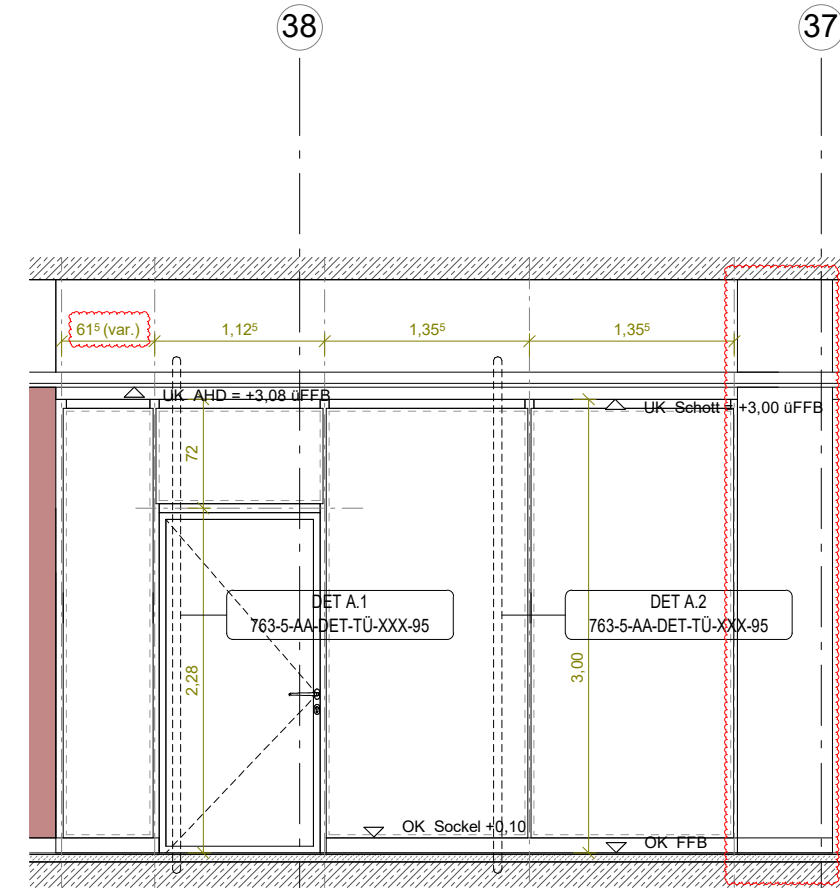 38
37
61⁵ (var.)
1,12⁵
1,35⁵
1,35⁵
UK AHD = +3,08 üFFB
UK Schott = +3,00 üFFB
72
DET A.1
763-5-AA-DET-TÜ-XXX-95
DET A.2
763-5-AA-DET-TÜ-XXX-95
2,28
3,00
OK Sockel +0,10
OK FFB